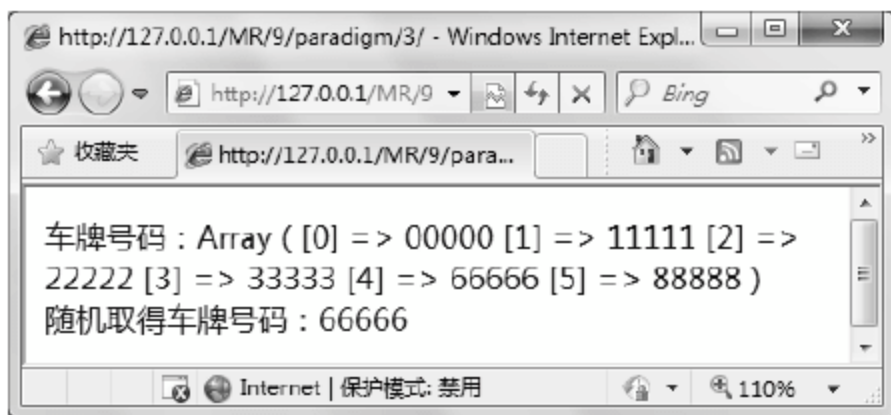 http://127.0.0.1/MR/9/paradigm/3/ - Windows Internet Expl...
http://127.0.0.1/MR/9
Bing
收藏夹
http://127.0.0.1/MR/9/para...
车牌号码：Array ( [0] => 00000 [1] => 11111 [2] =>
22222 [3] => 33333 [4] => 66666 [5] => 88888 )
随机取得车牌号码：66666
Internet | 保护模式: 禁用
110%